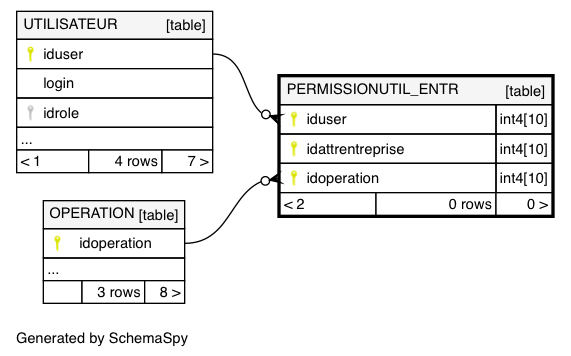 UTILISATEUR [table]
iduser
login
idrole
...
< 1 4 rows 7 >
PERMISSIONUTIL_ENTR [table]
iduser int4[10]
idattrentreprise int4[10]
idoperation int4[10]
< 2 0 rows 0 >
OPERATION [table]
idoperation
...
3 rows 8 >
Generated by SchemaSpy